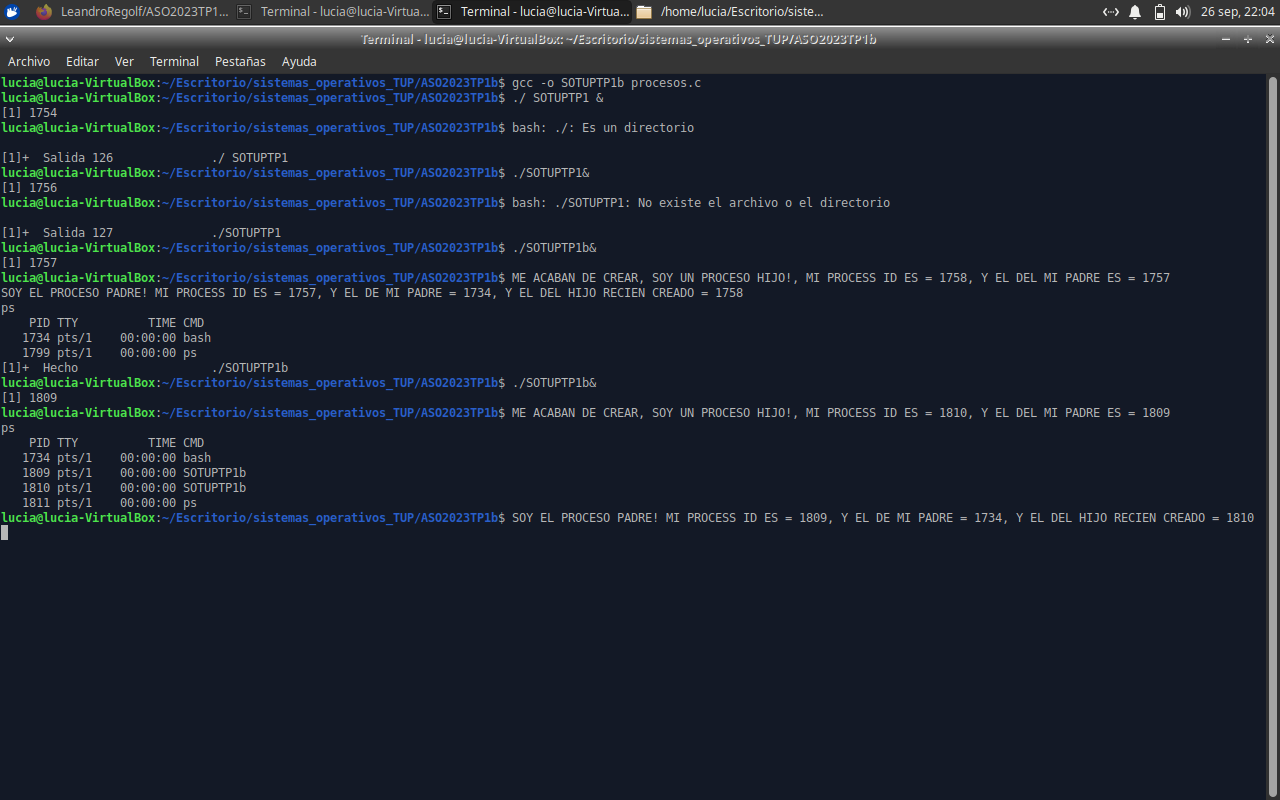 LeandroRegolf/ASO2023TP1... Terminal - lucia@lucia-Virtua... Terminal - lucia@lucia-Virtua... /home/lucia/Escritorio/siste... 26 sep, 22:04
Terminal - lucia@lucia-VirtualBox: ~/Escritorio/sistemas_operativos_TUP/ASO2023TP1b
Archivo Editar Ver Terminal Pestañas Ayuda
lucia@lucia-VirtualBox:~/Escritorio/sistemas_operativos_TUP/ASO2023TP1b$ gcc -o SOTUPTP1b procesos.c
lucia@lucia-VirtualBox:~/Escritorio/sistemas_operativos_TUP/ASO2023TP1b$ ./ SOTUPTP1 &
[1] 1754
lucia@lucia-VirtualBox:~/Escritorio/sistemas_operativos_TUP/ASO2023TP1b$ bash: ./: Es un directorio
[1]+  Salida 126              ./ SOTUPTP1
lucia@lucia-VirtualBox:~/Escritorio/sistemas_operativos_TUP/ASO2023TP1b$ ./SOTUPTP1&
[1] 1756
lucia@lucia-VirtualBox:~/Escritorio/sistemas_operativos_TUP/ASO2023TP1b$ bash: ./SOTUPTP1: No existe el archivo o el directorio
[1]+  Salida 127              ./SOTUPTP1
lucia@lucia-VirtualBox:~/Escritorio/sistemas_operativos_TUP/ASO2023TP1b$ ./SOTUPTP1b&
[1] 1757
lucia@lucia-VirtualBox:~/Escritorio/sistemas_operativos_TUP/ASO2023TP1b$ ME ACABAN DE CREAR, SOY UN PROCESO HIJO!, MI PROCESS ID ES = 1758, Y EL DEL MI PADRE ES = 1757
SOY EL PROCESO PADRE! MI PROCESS ID ES = 1757, Y EL DE MI PADRE = 1734, Y EL DEL HIJO RECIEN CREADO = 1758
ps
    PID TTY          TIME CMD
   1734 pts/1    00:00:00 bash
   1799 pts/1    00:00:00 ps
[1]+  Hecho                   ./SOTUPTP1b
lucia@lucia-VirtualBox:~/Escritorio/sistemas_operativos_TUP/ASO2023TP1b$ ./SOTUPTP1b&
[1] 1809
lucia@lucia-VirtualBox:~/Escritorio/sistemas_operativos_TUP/ASO2023TP1b$ ME ACABAN DE CREAR, SOY UN PROCESO HIJO!, MI PROCESS ID ES = 1810, Y EL DEL MI PADRE ES = 1809
ps
    PID TTY          TIME CMD
   1734 pts/1    00:00:00 bash
   1809 pts/1    00:00:00 SOTUPTP1b
   1810 pts/1    00:00:00 SOTUPTP1b
   1811 pts/1    00:00:00 ps
lucia@lucia-VirtualBox:~/Escritorio/sistemas_operativos_TUP/ASO2023TP1b$ SOY EL PROCESO PADRE! MI PROCESS ID ES = 1809, Y EL DE MI PADRE = 1734, Y EL DEL HIJO RECIEN CREADO = 1810